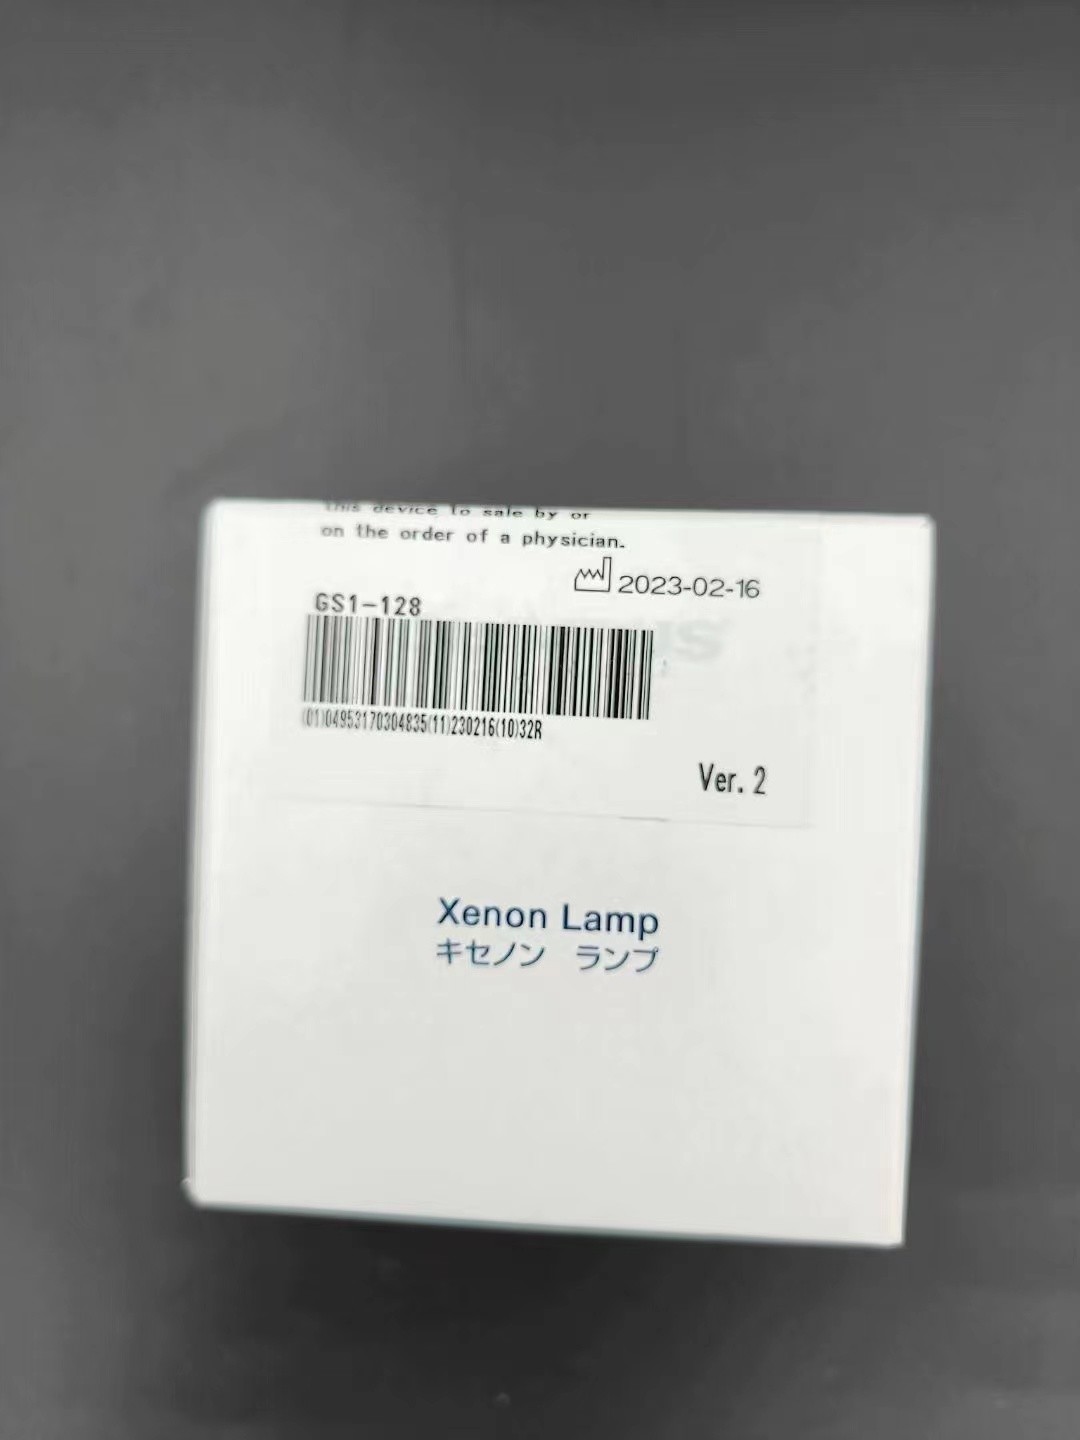 this device to sale by or
on the order of a physician.
2023-02-16
GS1-128
(01)04953170304835(11)230216(10)32R
Ver. 2
Xenon Lamp
キセノン ランプ